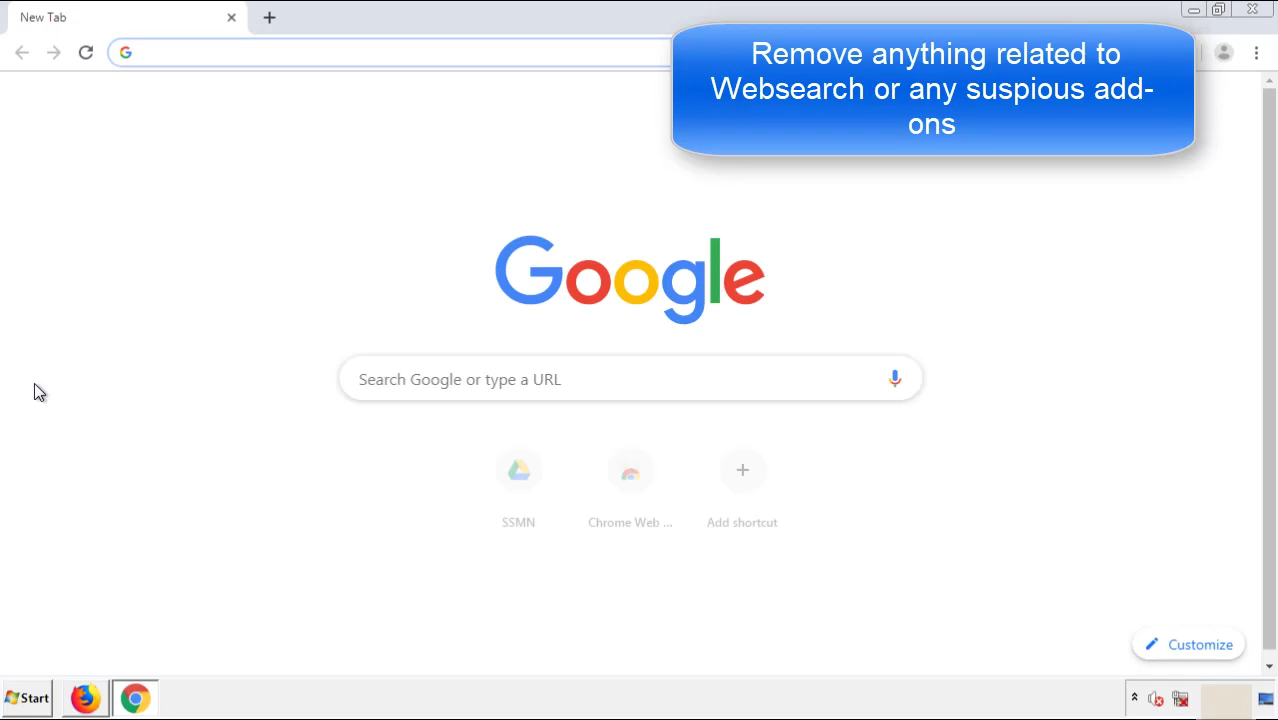 New Tab
Remove anything related to
Websearch or any suspious add-
ons
Google
Search Google or type a URL
SSMN
Chrome Web ...
Add shortcut
Customize
Start